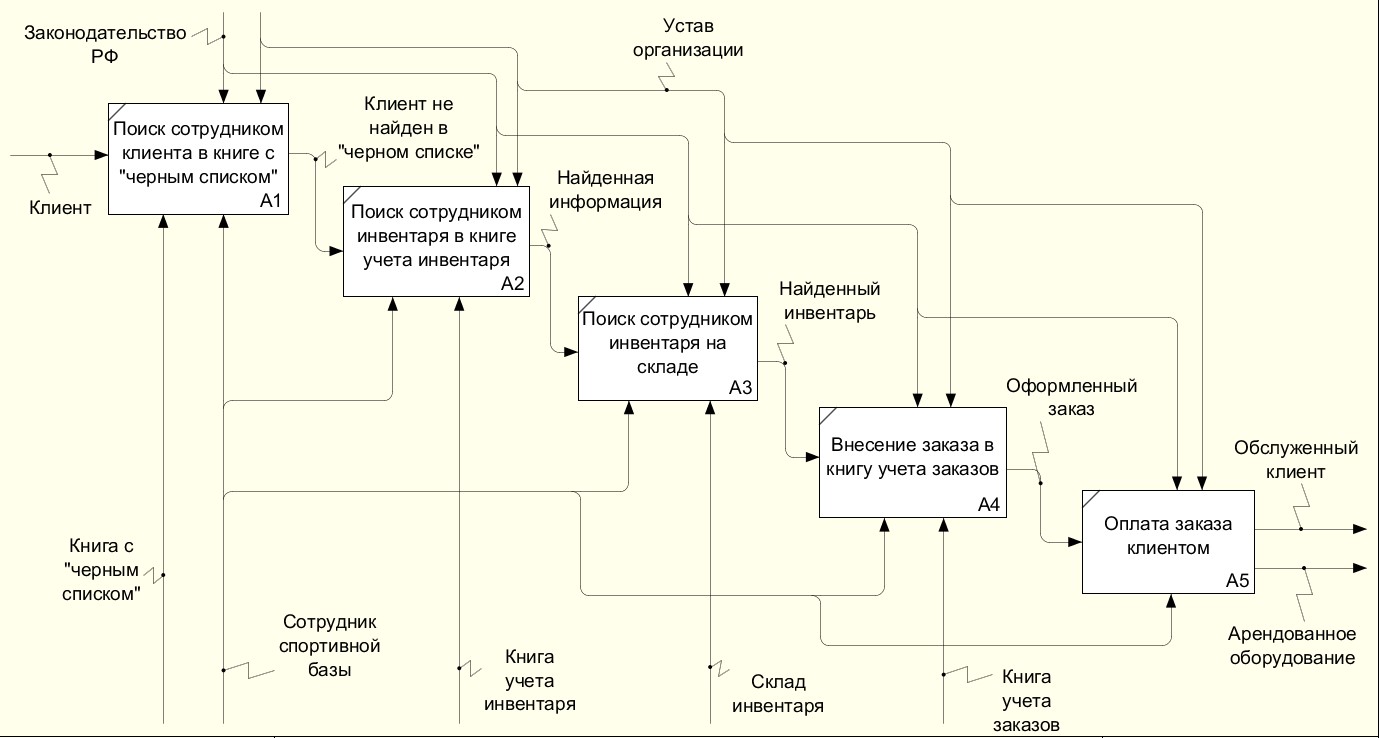 Законодательство
РФ
Устав
организации
Клиент
Поиск сотрудником
клиента в книге с
"черным списком"
A1
Клиент не
найден в
"черном списке"
Поиск сотрудником
инвентаря в книге
учета инвентаря
A2
Найденная
информация
Поиск сотрудником
инвентаря на
складе
A3
Найденный
инвентарь
Внесение заказа в
книгу учета заказов
A4
Оформленный
заказ
Оплата заказа
клиентом
A5
Обслуженный
клиент
Арендованное
оборудование
Книга с
"черным
списком"
Сотрудник
спортивной
базы
Книга
учета
инвентаря
Склад
инвентаря
Книга
учета
заказов